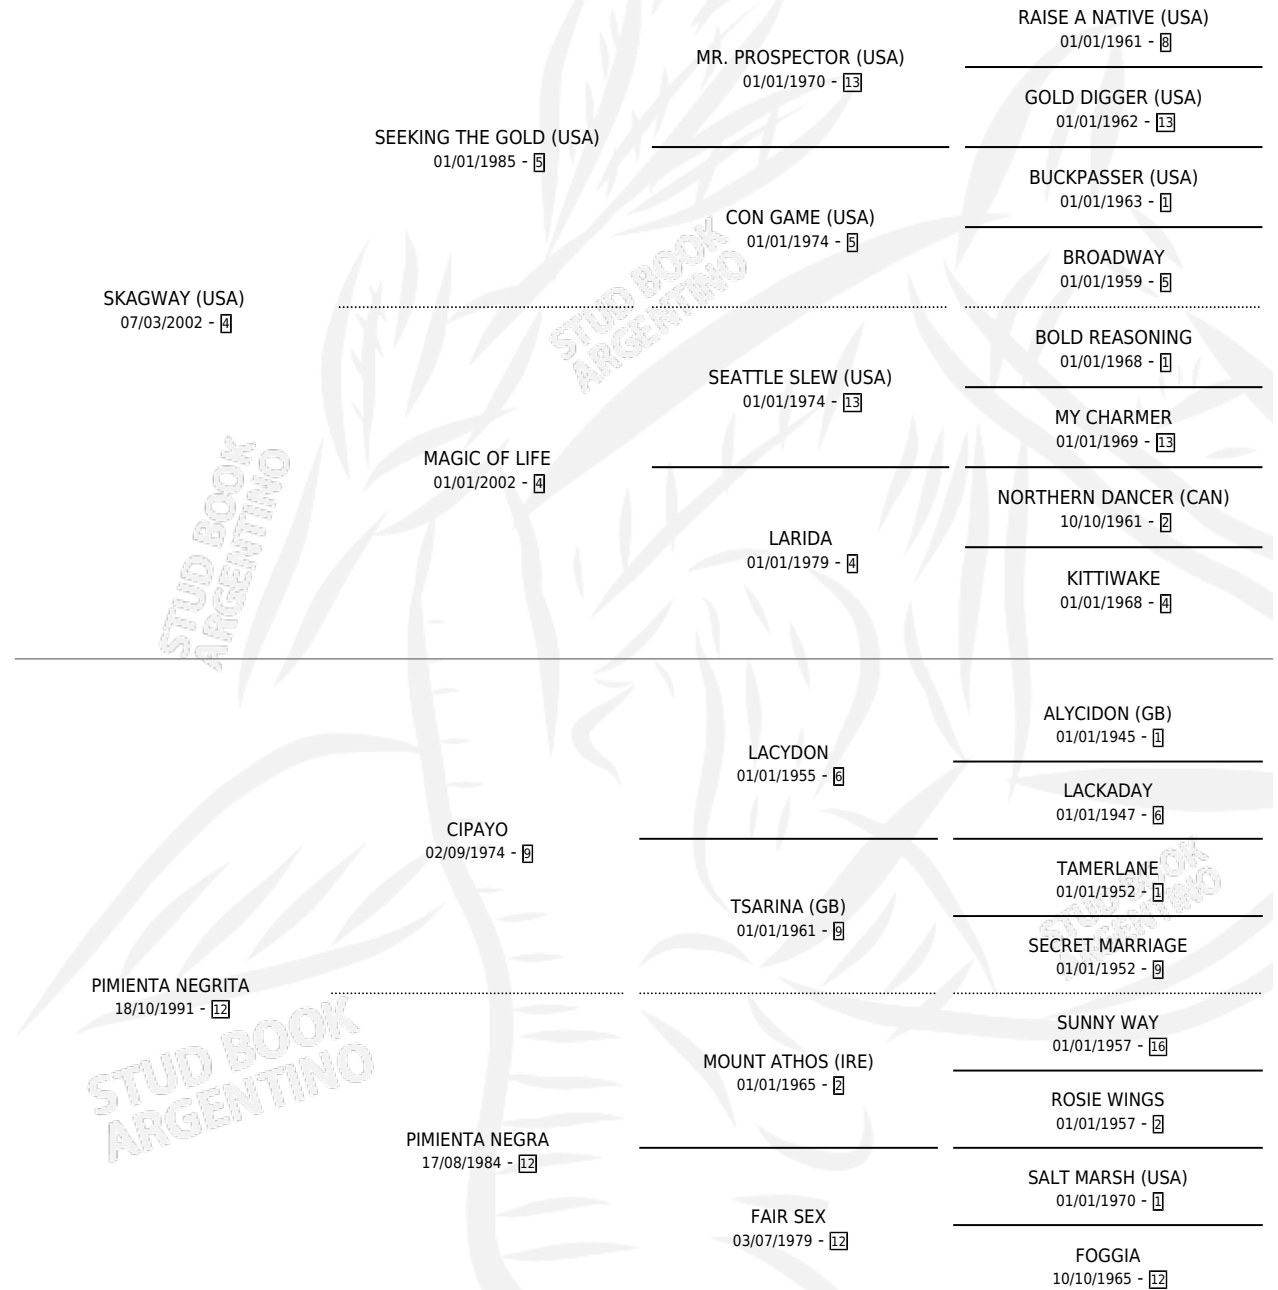 RAISE A NATIVE (USA)
01/01/1961 - 8
MR. PROSPECTOR (USA)
01/01/1970 - 13
GOLD DIGGER (USA)
01/01/1962 - 13
SEEKING THE GOLD (USA)
01/01/1985 - 5
BUCKPASSER (USA)
01/01/1963 - 1
CON GAME (USA)
01/01/1974 - 5
BROADWAY
01/01/1959 - 5
SKAGWAY (USA)
07/03/2002 - 4
BOLD REASONING
01/01/1968 - 1
SEATTLE SLEW (USA)
01/01/1974 - 13
MY CHARMER
01/01/1969 - 13
MAGIC OF LIFE
01/01/2002 - 4
NORTHERN DANCER (CAN)
10/10/1961 - 2
LARIDA
01/01/1979 - 4
KITTIWAKE
01/01/1968 - 4
STUD BOOK
ARGENTINO
STUD BOOK
ARGENTINO
ALYCIDON (GB)
01/01/1945 - 1
LACYDON
01/01/1955 - 6
LACKADAY
01/01/1947 - 6
CIPAYO
02/09/1974 - 9
TAMERLANE
01/01/1952 - 1
TSARINA (GB)
01/01/1961 - 9
SECRET MARRIAGE
01/01/1952 - 9
STUD BOOK
ARGENTINO
PIMIENTA NEGRITA
18/10/1991 - 12
SUNNY WAY
01/01/1957 - 16
MOUNT ATHOS (IRE)
01/01/1965 - 2
ROSIE WINGS
01/01/1957 - 2
STUD BOOK
ARGENTINO
PIMIENTA NEGRA
17/08/1984 - 12
SALT MARSH (USA)
01/01/1970 - 1
FAIR SEX
03/07/1979 - 12
FOGGIA
10/10/1965 - 12